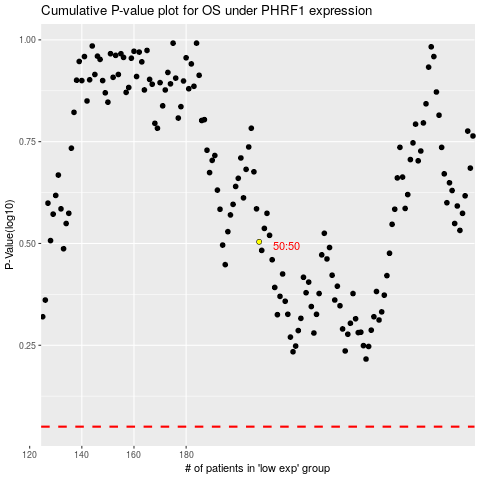 Cumulative P-value plot for OS under PHRF1 expression
P-Value(log10)
1.00
0.75
0.50
0.25
50:50
120 140 160 180
# of patients in 'low exp' group